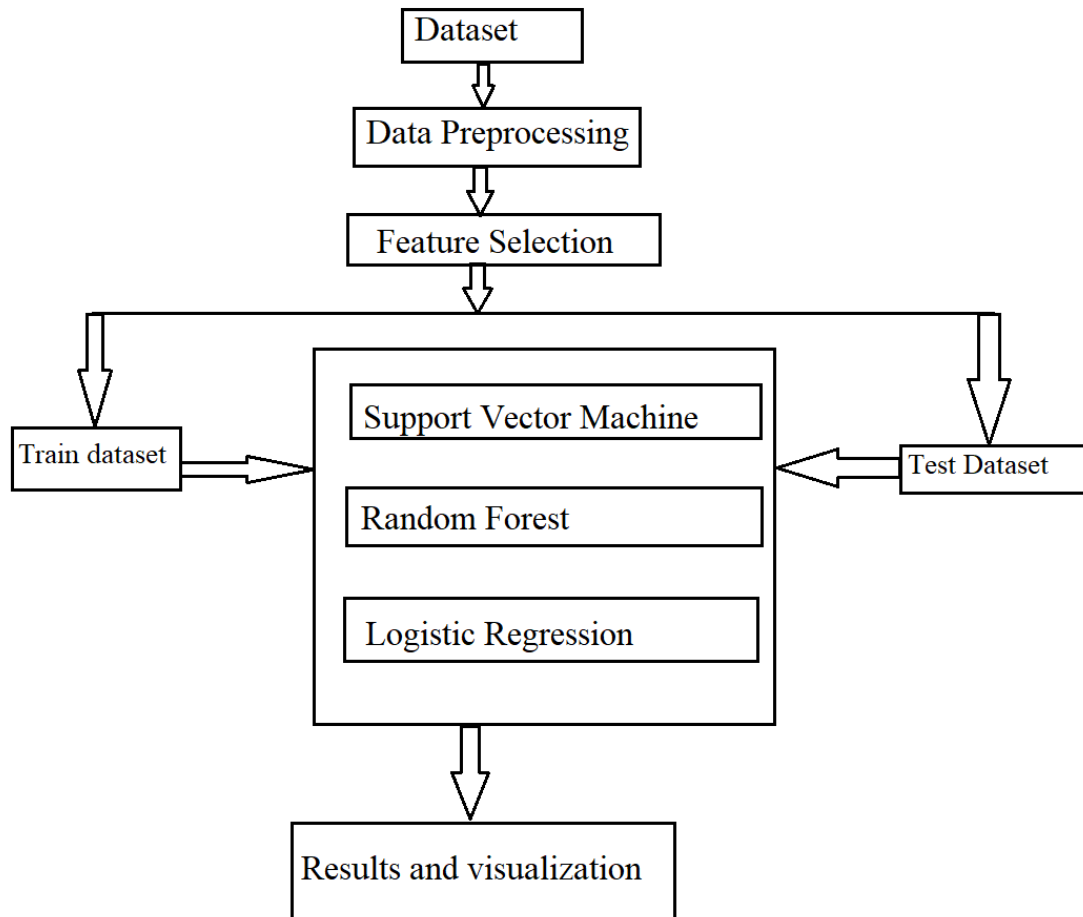 Dataset
Data Preprocessing
Feature Selection
Train dataset
Support Vector Machine
Test Dataset
Random Forest
Logistic Regression
Results and visualization